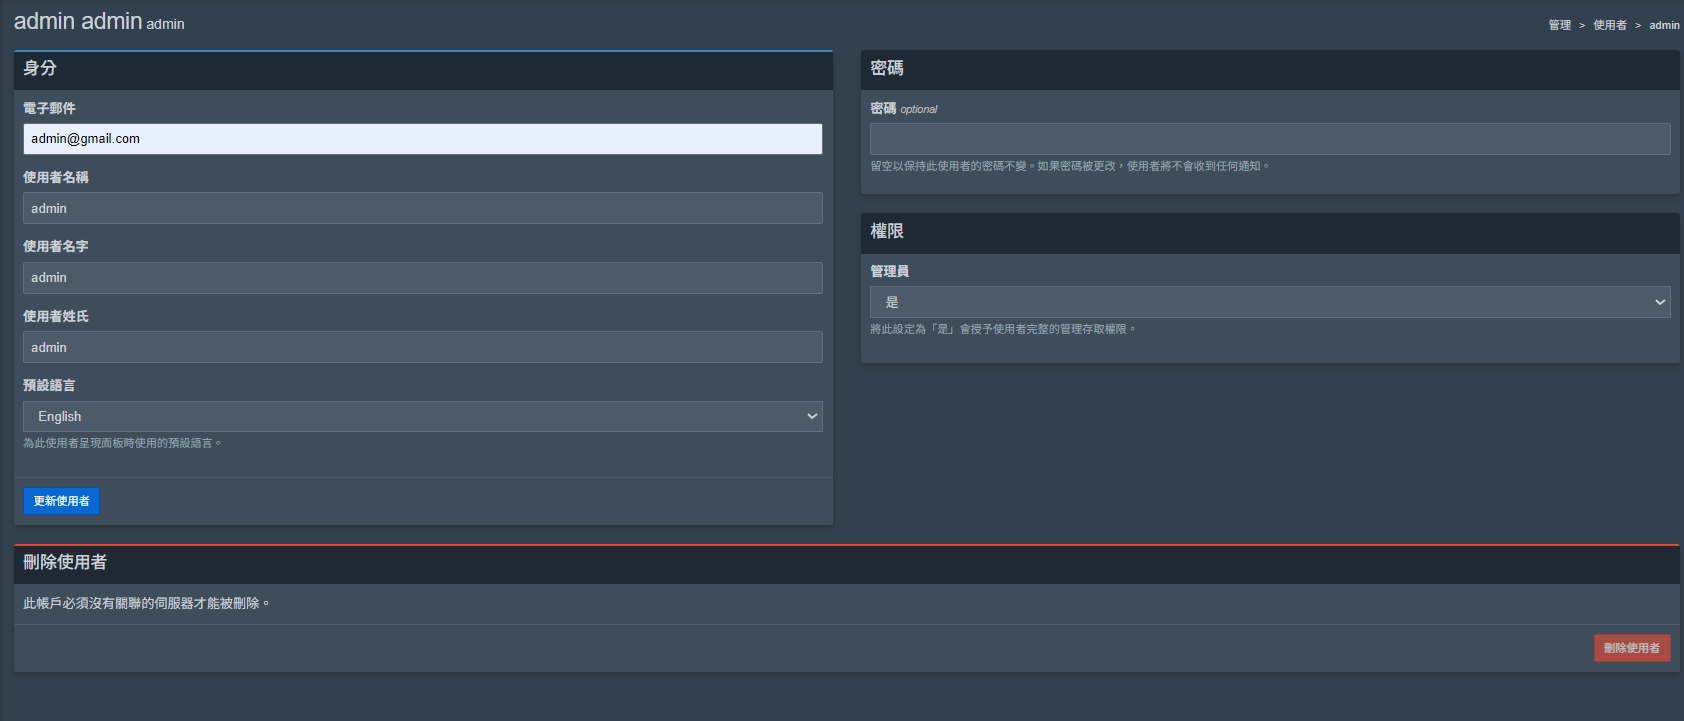 admin admin admin
管理 > 使用者 > admin
身分
電子郵件
admin@gmail.com
使用者名稱
admin
使用者名字
admin
使用者姓氏
admin
預設語言
English
為此使用者呈現面板時使用的預設語言。
更新使用者
密碼
密碼 optional
留空以保持此使用者的密碼不變。如果密碼被更改，使用者將不會收到任何通知。
權限
管理員
是
將此設定為「是」會授予使用者完整的管理存取權限。
刪除使用者
此帳戶必須沒有關聯的伺服器才能被刪除。
刪除使用者